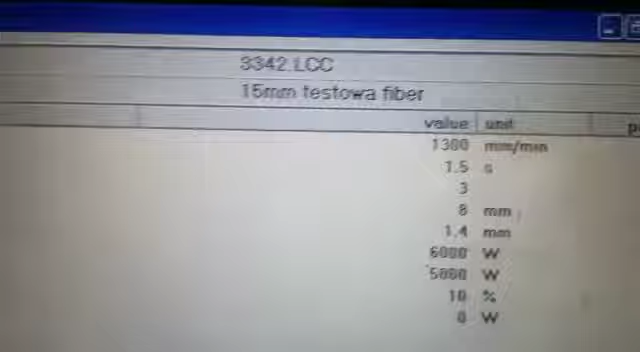 3342.LCC
15mm testowa fiber
value unit
1300 mm/min
1.5 s
3
8 mm
1.4 mm
6000 W
5000 W
10 %
0 W